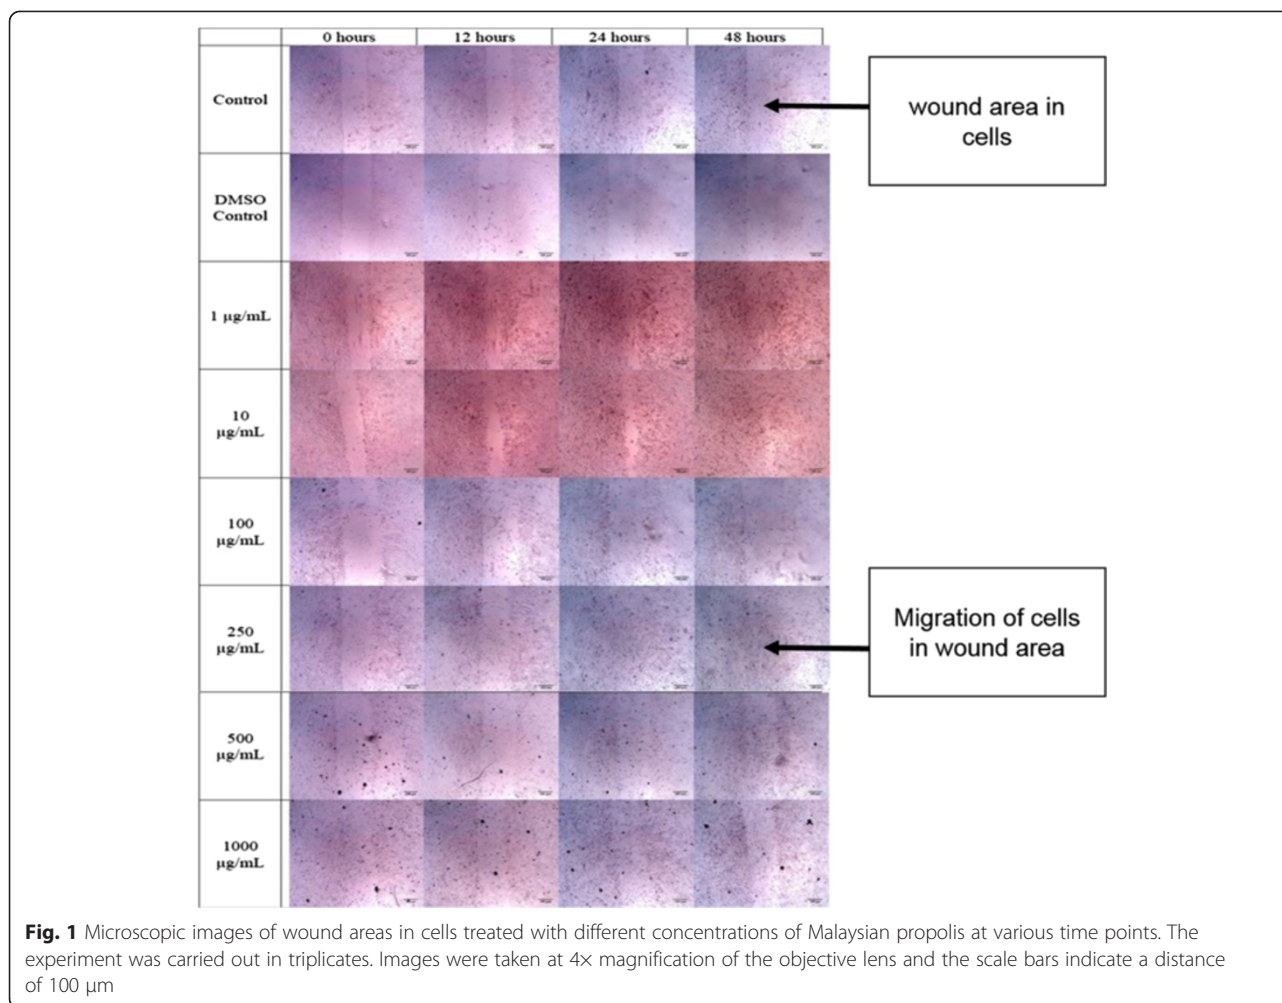 0 hours 12 hours 24 hours 48 hours
Control
wound area in
cells
DMSO
Control
1 µg/mL
10
µg/mL
100
µg/mL
250
µg/mL
Migration of cells
in wound area
500
µg/mL
1000
µg/mL
Fig. 1 Microscopic images of wound areas in cells treated with different concentrations of Malaysian propolis at various time points. The
experiment was carried out in triplicates. Images were taken at 4× magnification of the objective lens and the scale bars indicate a distance
of 100 µm